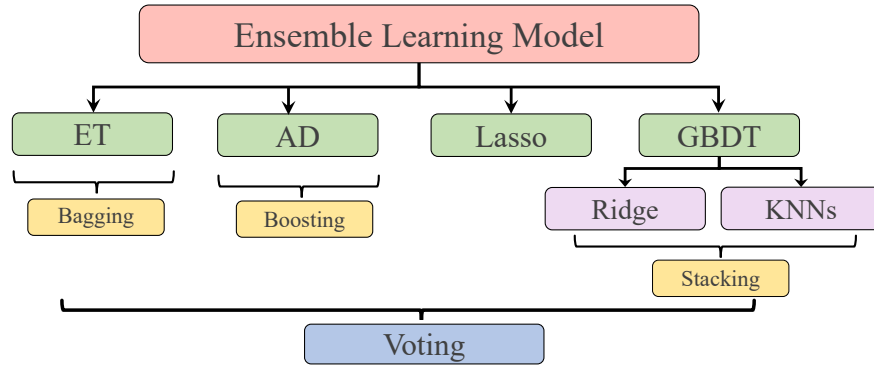 Ensemble Learning Model
ET
AD
Lasso
GBDT
Bagging
Boosting
Ridge
KNNs
Stacking
Voting